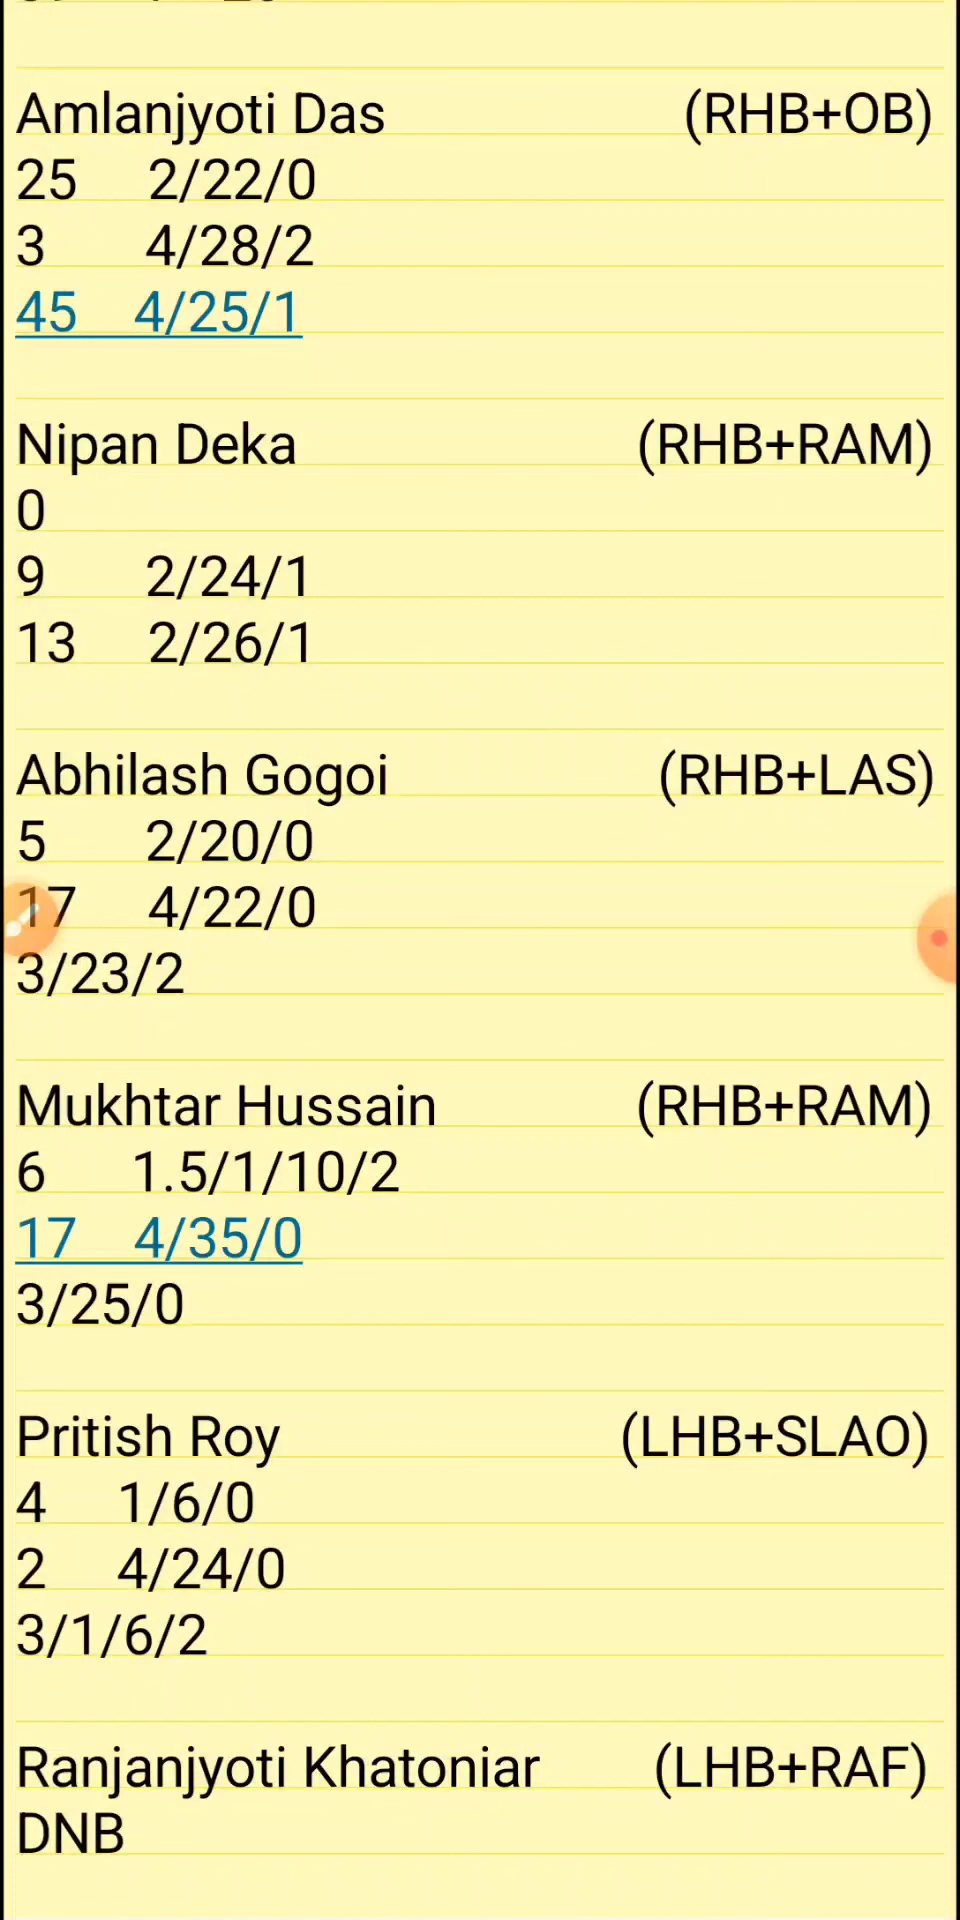 Amlanjyoti Das (RHB+OB)
25 2/22/0
3 4/28/2
45 4/25/1
Nipan Deka (RHB+RAM)
0
9 2/24/1
13 2/26/1
Abhilash Gogoi (RHB+LAS)
5 2/20/0
17 4/22/0
3/23/2
Mukhtar Hussain (RHB+RAM)
6 1.5/1/10/2
17 4/35/0
3/25/0
Pritish Roy (LHB+SLAO)
4 1/6/0
2 4/24/0
3/1/6/2
Ranjanjyoti Khatoniar (LHB+RAF)
DNB